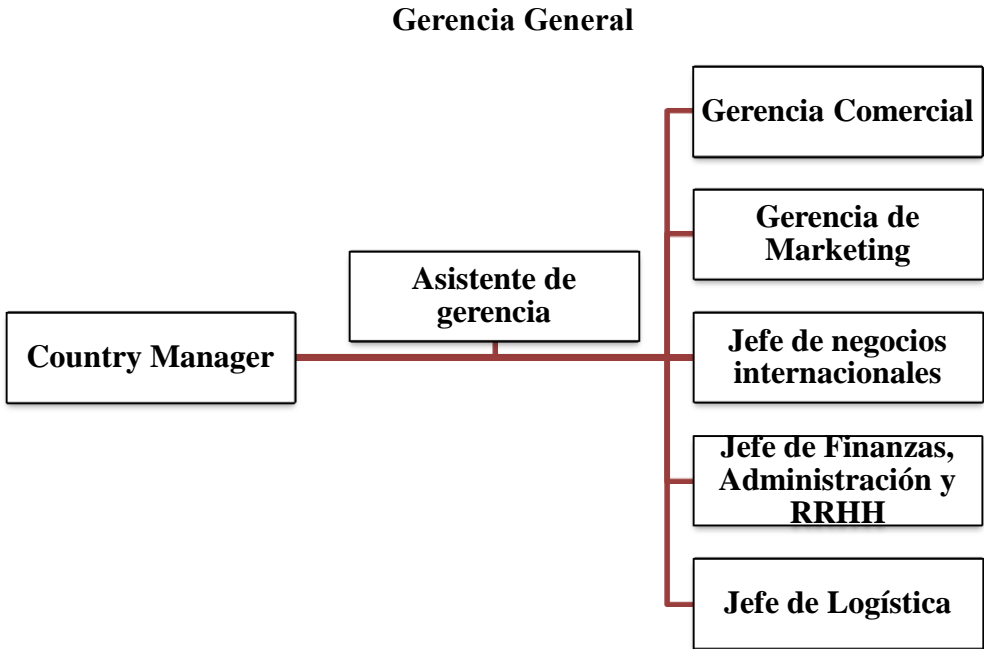 Gerencia General
Gerencia Comercial
Gerencia de
Marketing
Asistente de
gerencia
Country Manager
Jefe de negocios
internacionales
Jefe de Finanzas,
Administración y
RRHH
Jefe de Logística